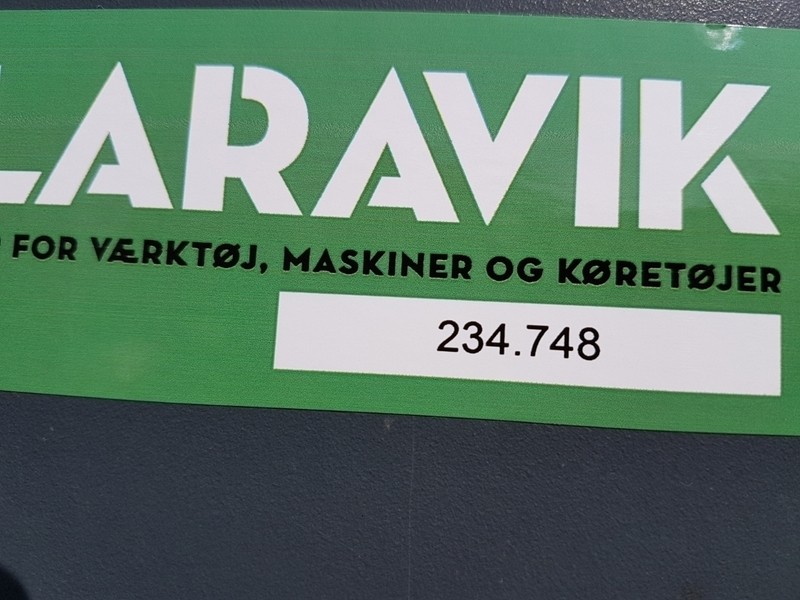 LARAVIK
FOR VÆRKTØJ, MASKINER OG KØRETØJER
234.748